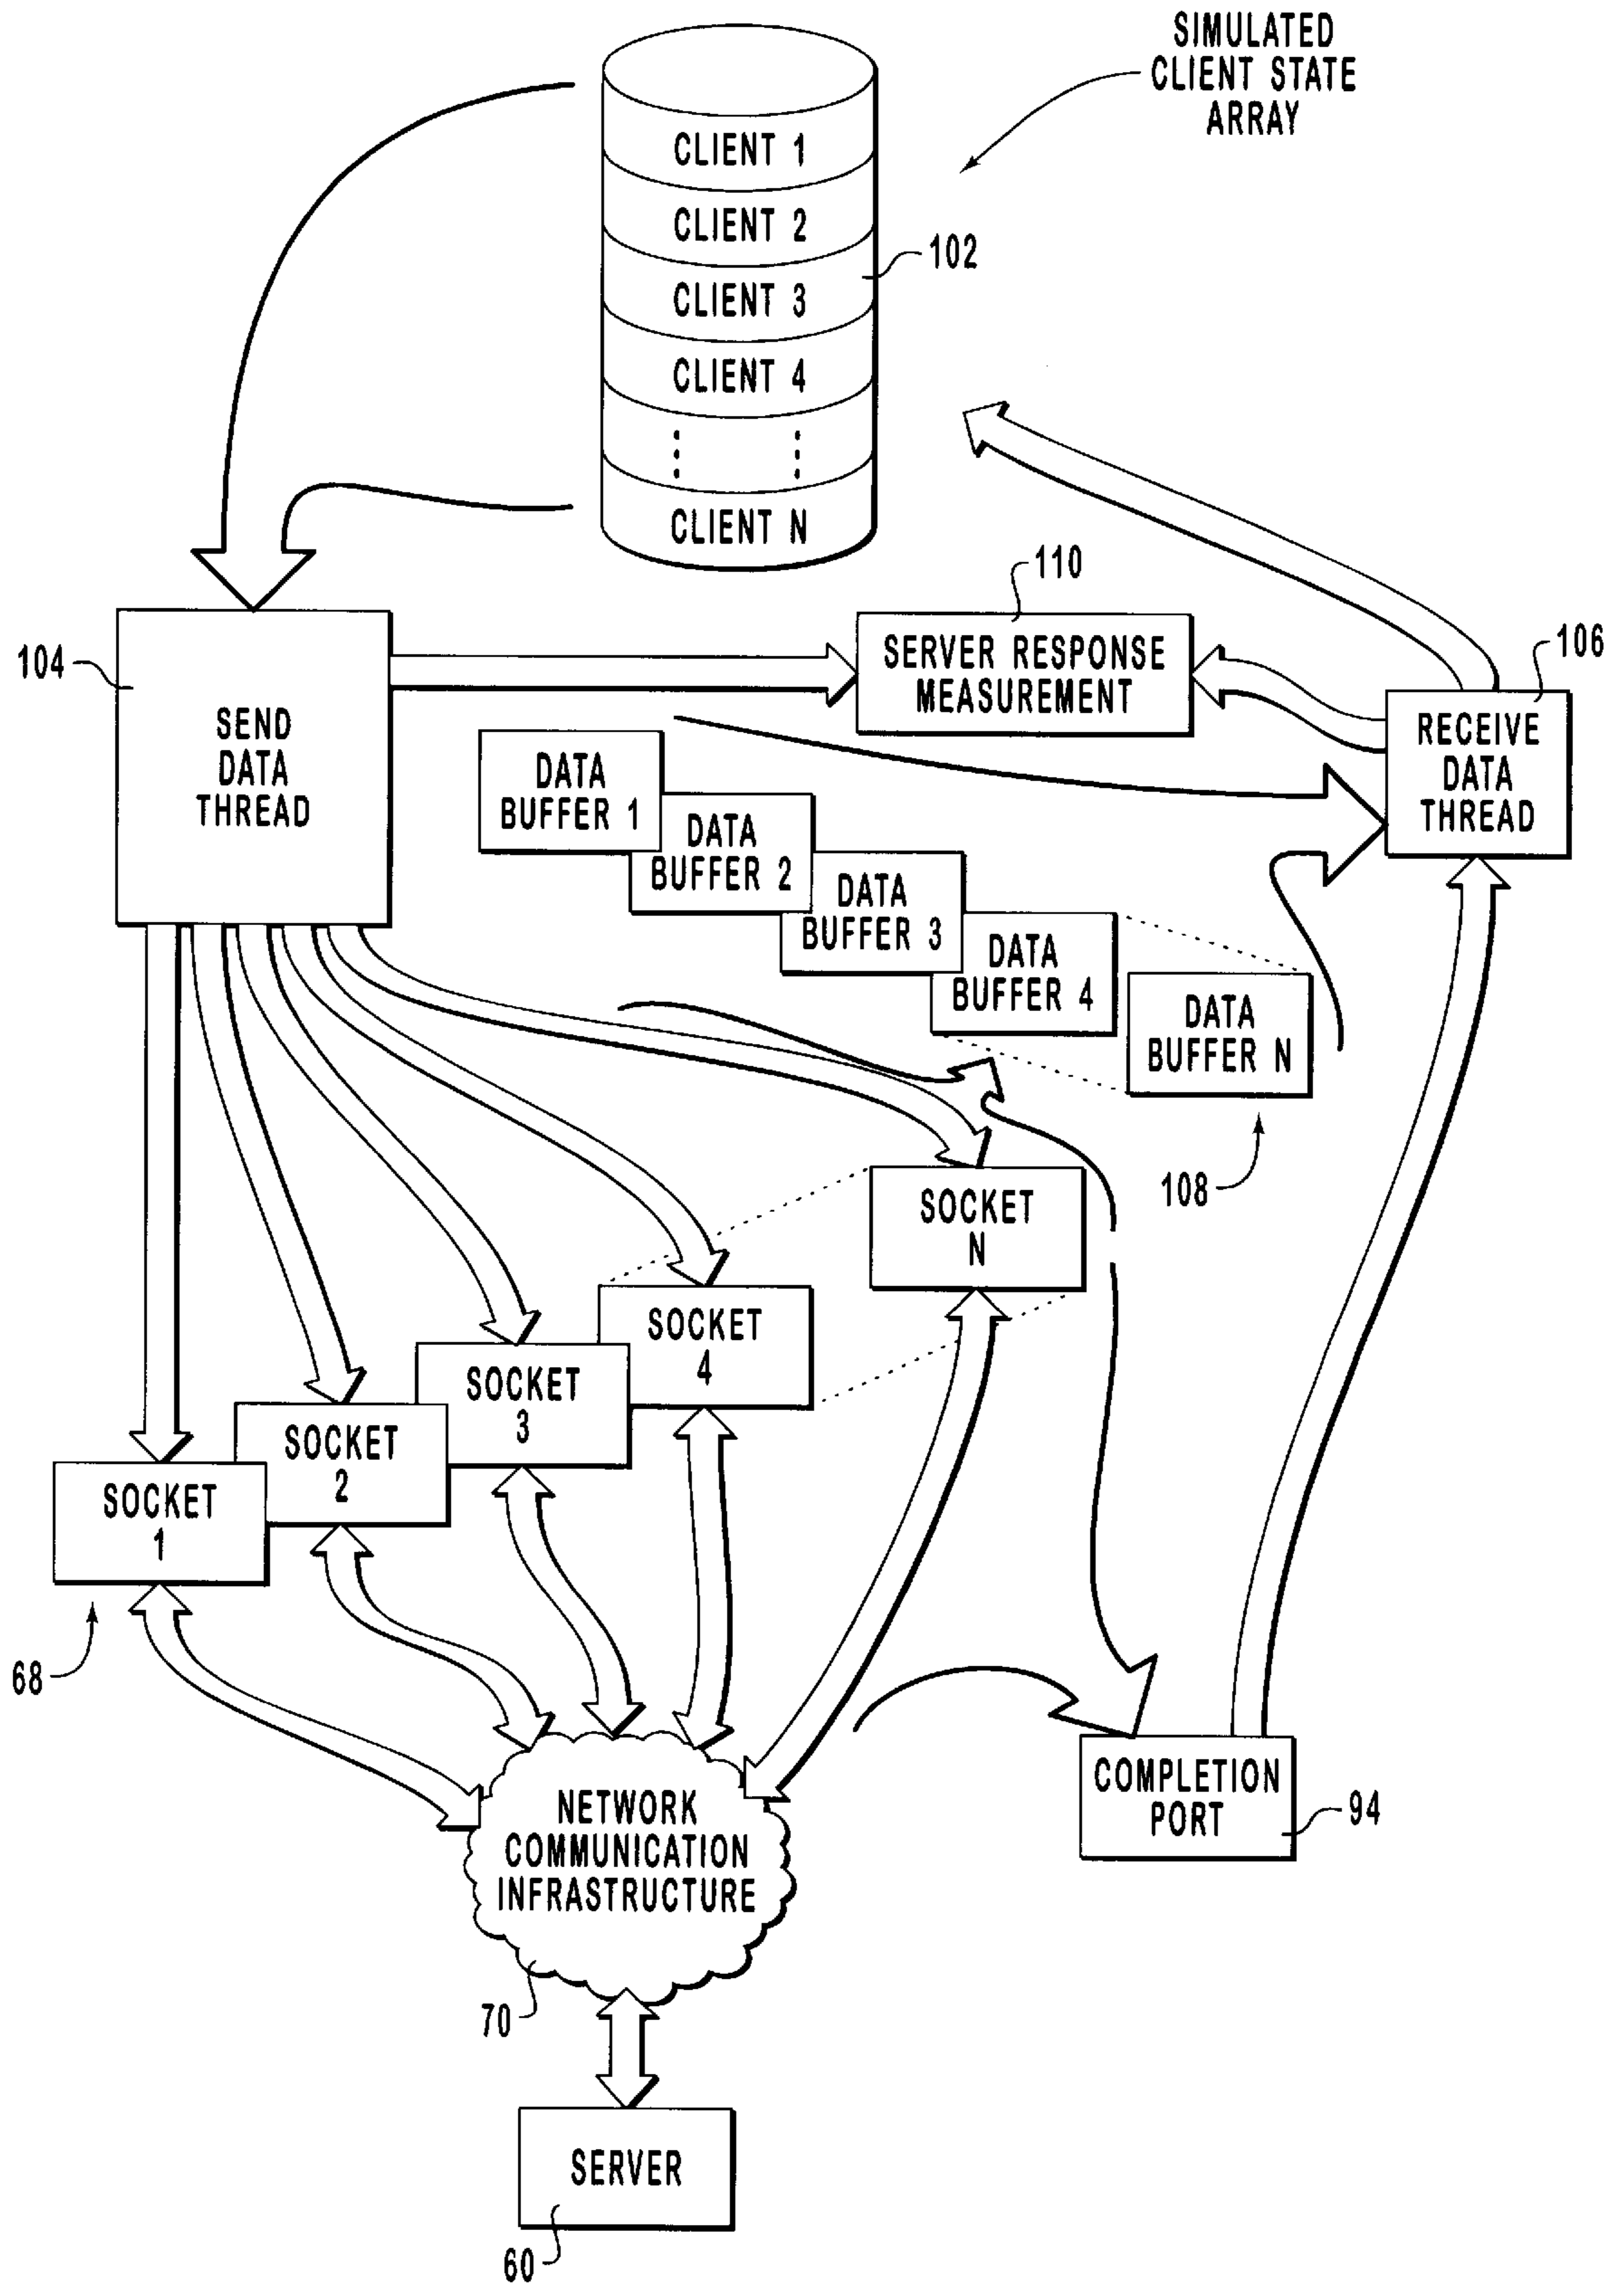 SIMULATED
CLIENT STATE
ARRAY
CLIENT 1
CLIENT 2
102
CLIENT 3
CLIENT 4
CLIENT N
110
104
SERVER RESPONSE
MEASUREMENT
106
SEND
DATA
THREAD
RECEIVE
DATA
THREAD
DATA
BUFFER 1
DATA
BUFFER 2
DATA
BUFFER 3
DATA
BUFFER 4
DATA
BUFFER N
108
SOCKET
N
SOCKET
4
SOCKET
3
SOCKET
2
SOCKET
1
68
NETWORK
COMMUNICATION
INFRASTRUCTURE
COMPLETION
PORT
94
70
SERVER
60